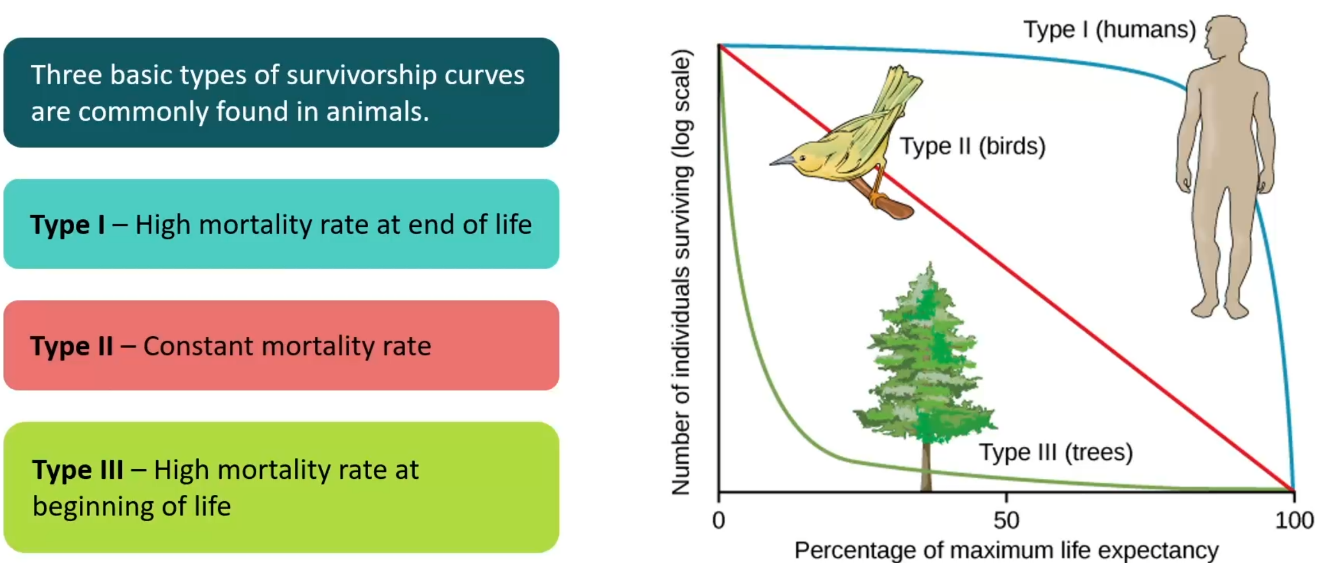 Three basic types of survivorship curves
are commonly found in animals.
Type I – High mortality rate at end of life
Type II – Constant mortality rate
Type III – High mortality rate at
beginning of life
Number of individuals surviving (log scale)
Type I (humans)
Type II (birds)
Type III (trees)
0 50 100
Percentage of maximum life expectancy